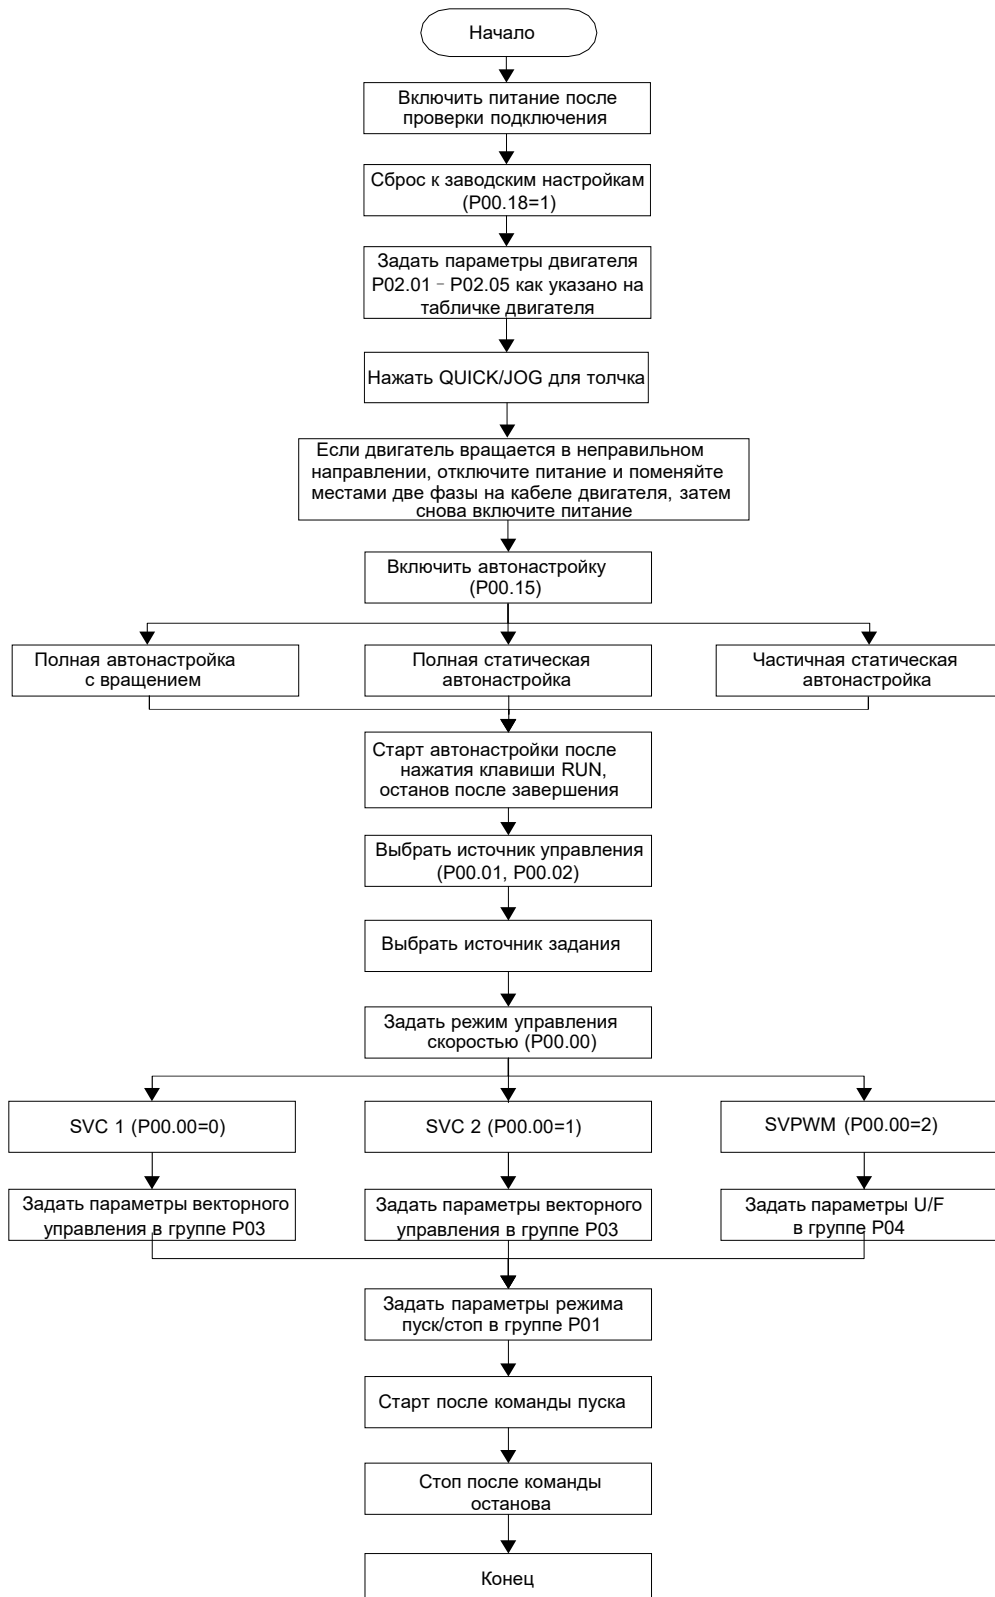 Начало
Включить питание после
проверки подключения
Сброс к заводским настройкам
(P00.18=1)
Задать параметры двигателя
P02.01 – P02.05 как указано на
табличке двигателя
Нажать QUICK/JOG для толчка
Если двигатель вращается в неправильном
направлении, отключите питание и поменяйте
местами две фазы на кабеле двигателя, затем
снова включите питание
Включить автонастройку
(P00.15)
Полная автонастройка
с вращением
Полная статическая
автонастройка
Частичная статическая
автонастройка
Старт автонастройки после
нажатия клавиши RUN,
останов после завершения
Выбрать источник управления
(P00.01, P00.02)
Выбрать источник задания
Задать режим управления
скоростью (P00.00)
SVC 1 (P00.00=0)
SVC 2 (P00.00=1)
SVPWM (P00.00=2)
Задать параметры векторного
управления в группе P03
Задать параметры векторного
управления в группе P03
Задать параметры U/F
в группе P04
Задать параметры режима
пуск/стоп в группе P01
Старт после команды пуска
Стоп после команды
останова
Конец